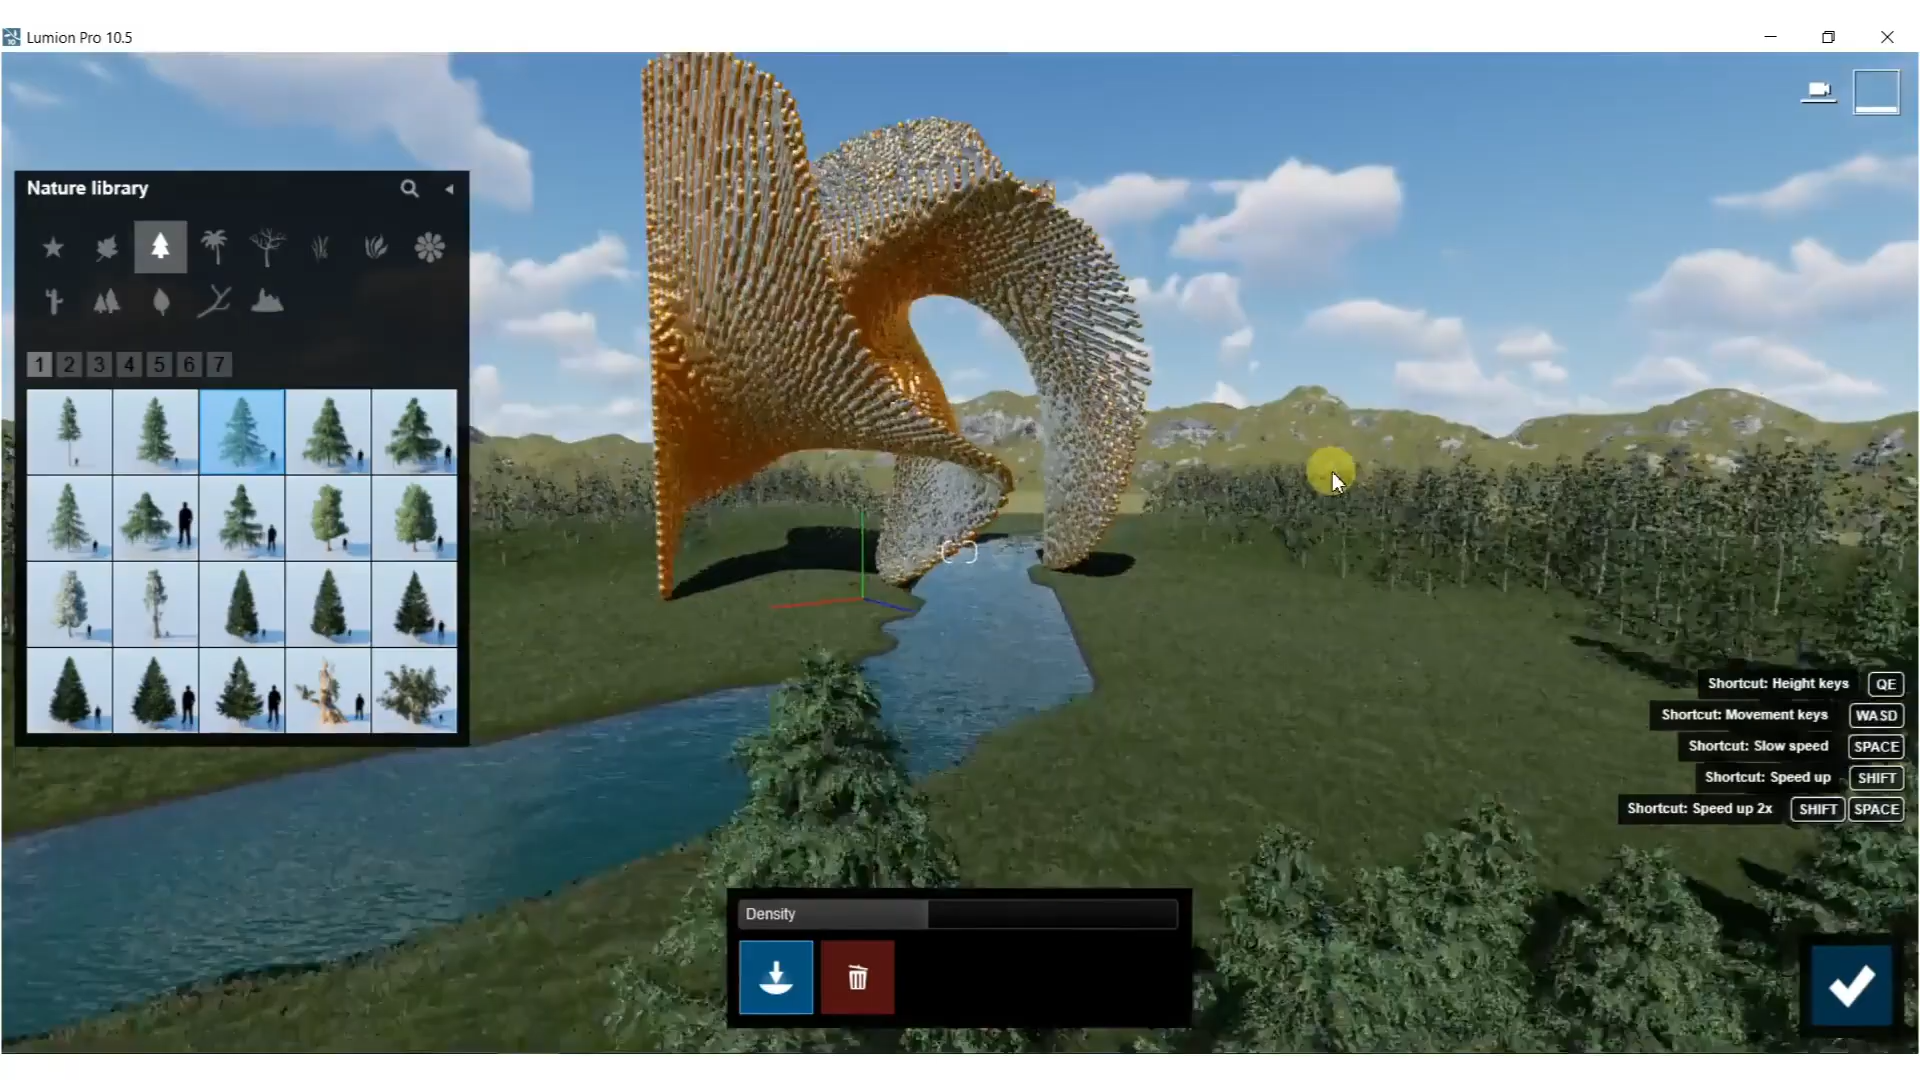 Lumion Pro 10.5
Nature library
1 2 3 4 5 6 7
Shortcut: Height keys QE
Shortcut: Movement keys WASD
Shortcut: Slow speed SPACE
Shortcut: Speed up SHIFT
Shortcut: Speed up 2x SHIFT SPACE
Density